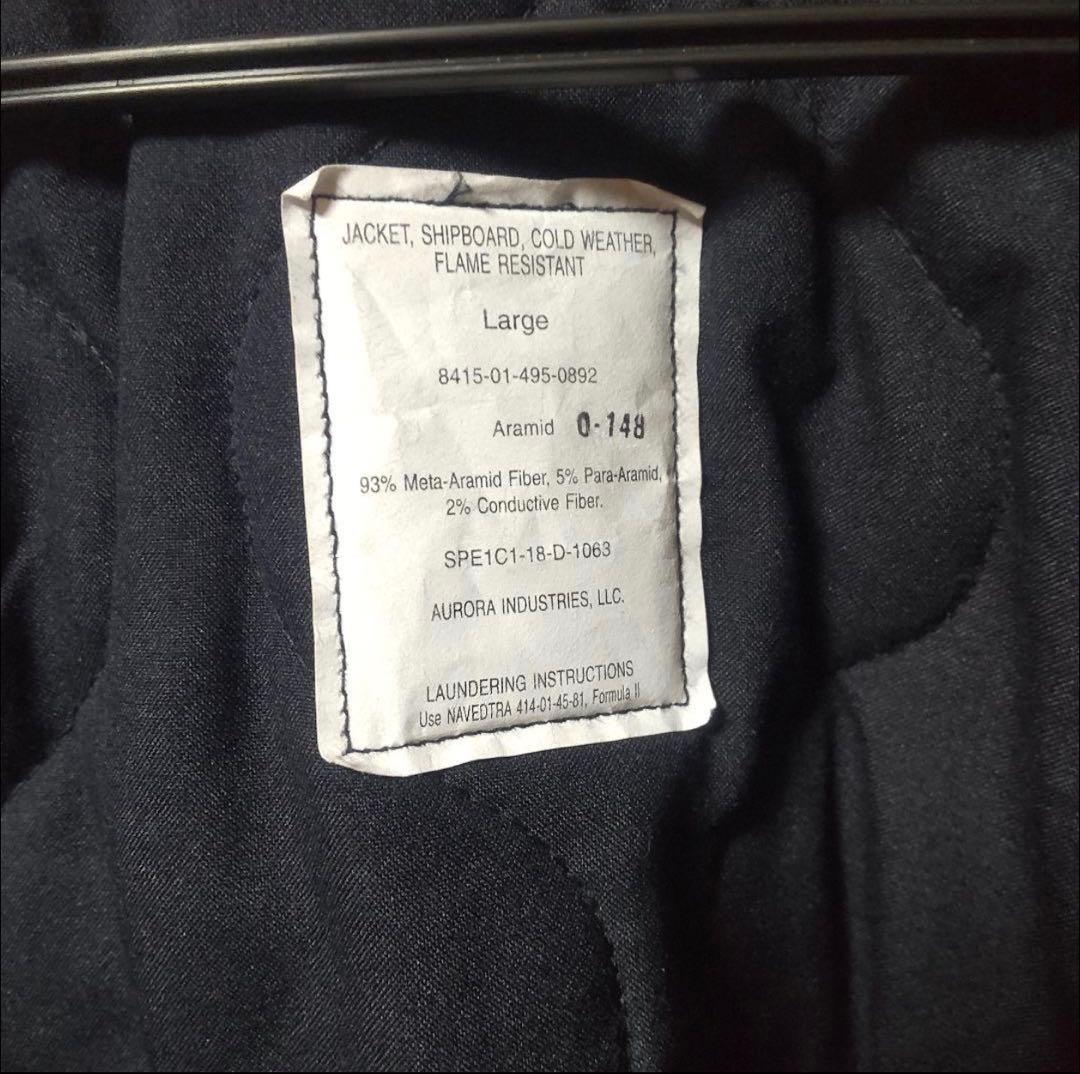 JACKET, SHIPBOARD, COLD WEATHER,
FLAME RESISTANT
Large
8415-01-495-0892
Aramid 0-148
93% Meta-Aramid Fiber, 5% Para-Aramid,
2% Conductive Fiber.
SPE1C1-18-D-1063
AURORA INDUSTRIES, LLC.
LAUNDERING INSTRUCTIONS
Use NAVEDTRA 414-01-45-81, Formula II